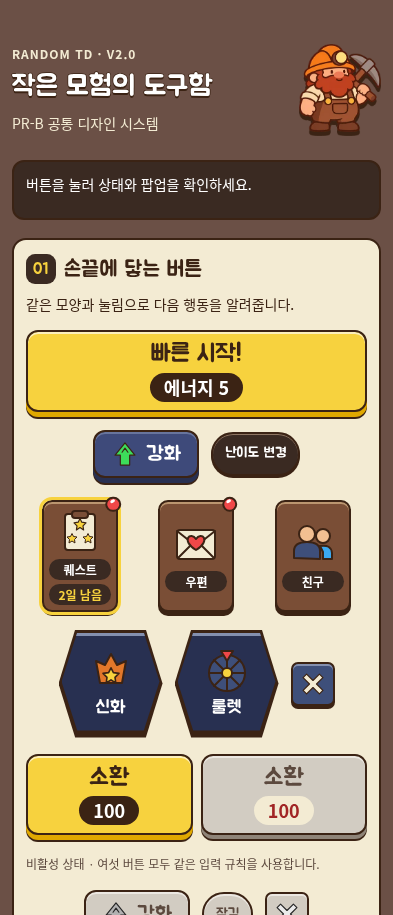 RANDOM TD · V2.0
작은 모험의 도구함
PR-B 공통 디자인 시스템
버튼을 눌러 상태와 팝업을 확인하세요.
01 손끝에 닿는 버튼
같은 모양과 눌림으로 다음 행동을 알려줍니다.
빠른 시작!
에너지 5
강화
난이도 변경
퀘스트
2일 남음
우편
친구
신화
룰렛
소환
100
소환
100
비활성 상태 · 여섯 버튼 모두 같은 입력 규칙을 사용합니다.
강화
잠김